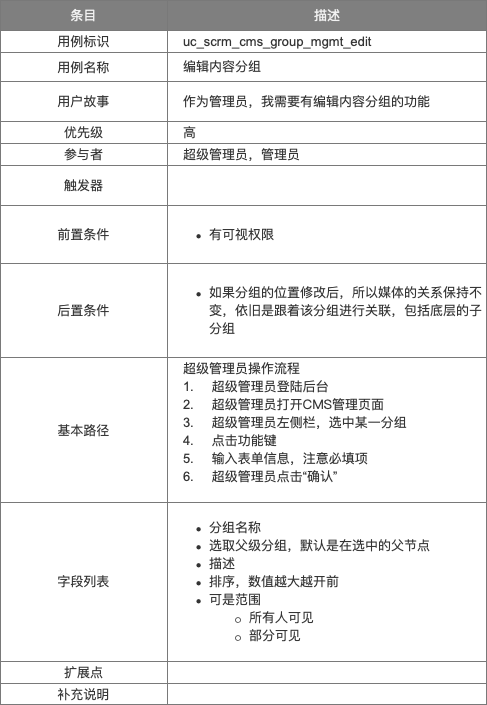 条目 描述
用例标识 uc_scrm_cms_group_mgmt_edit
用例名称 编辑内容分组
用户故事 作为管理员，我需要有编辑内容分组的功能
优先级 高
参与者 超级管理员，管理员
触发器
前置条件 • 有可视权限
后置条件 • 如果分组的位置修改后，所以媒体的关系保持不
变，依旧是跟着该分组进行关联，包括底层的子
分组
基本路径 超级管理员操作流程
1. 超级管理员登陆后台
2. 超级管理员打开CMS管理页面
3. 超级管理员左侧栏，选中某一分组
4. 点击功能键
5. 输入表单信息，注意必填项
6. 超级管理员点击“确认”
字段列表 • 分组名称
• 选取父级分组，默认是在选中的父节点
• 描述
• 排序，数值越大越开前
• 可是范围
○ 所有人可见
○ 部分可见
扩展点
补充说明